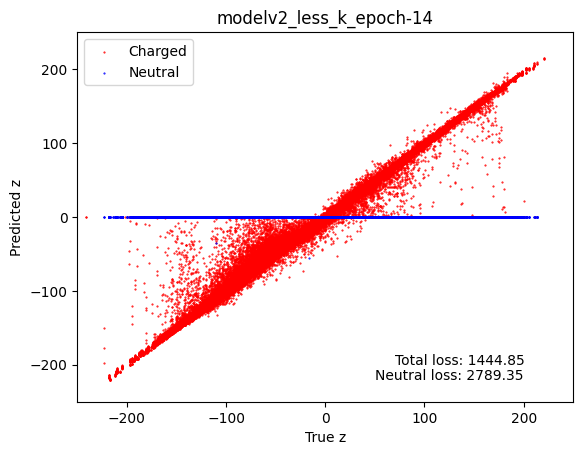 modelv2_less_k_epoch-14
Charged
Neutral
Predicted z
200
100
0
−100
−200
Total loss: 1444.85
Neutral loss: 2789.35
−200 −100 0 100 200
True z